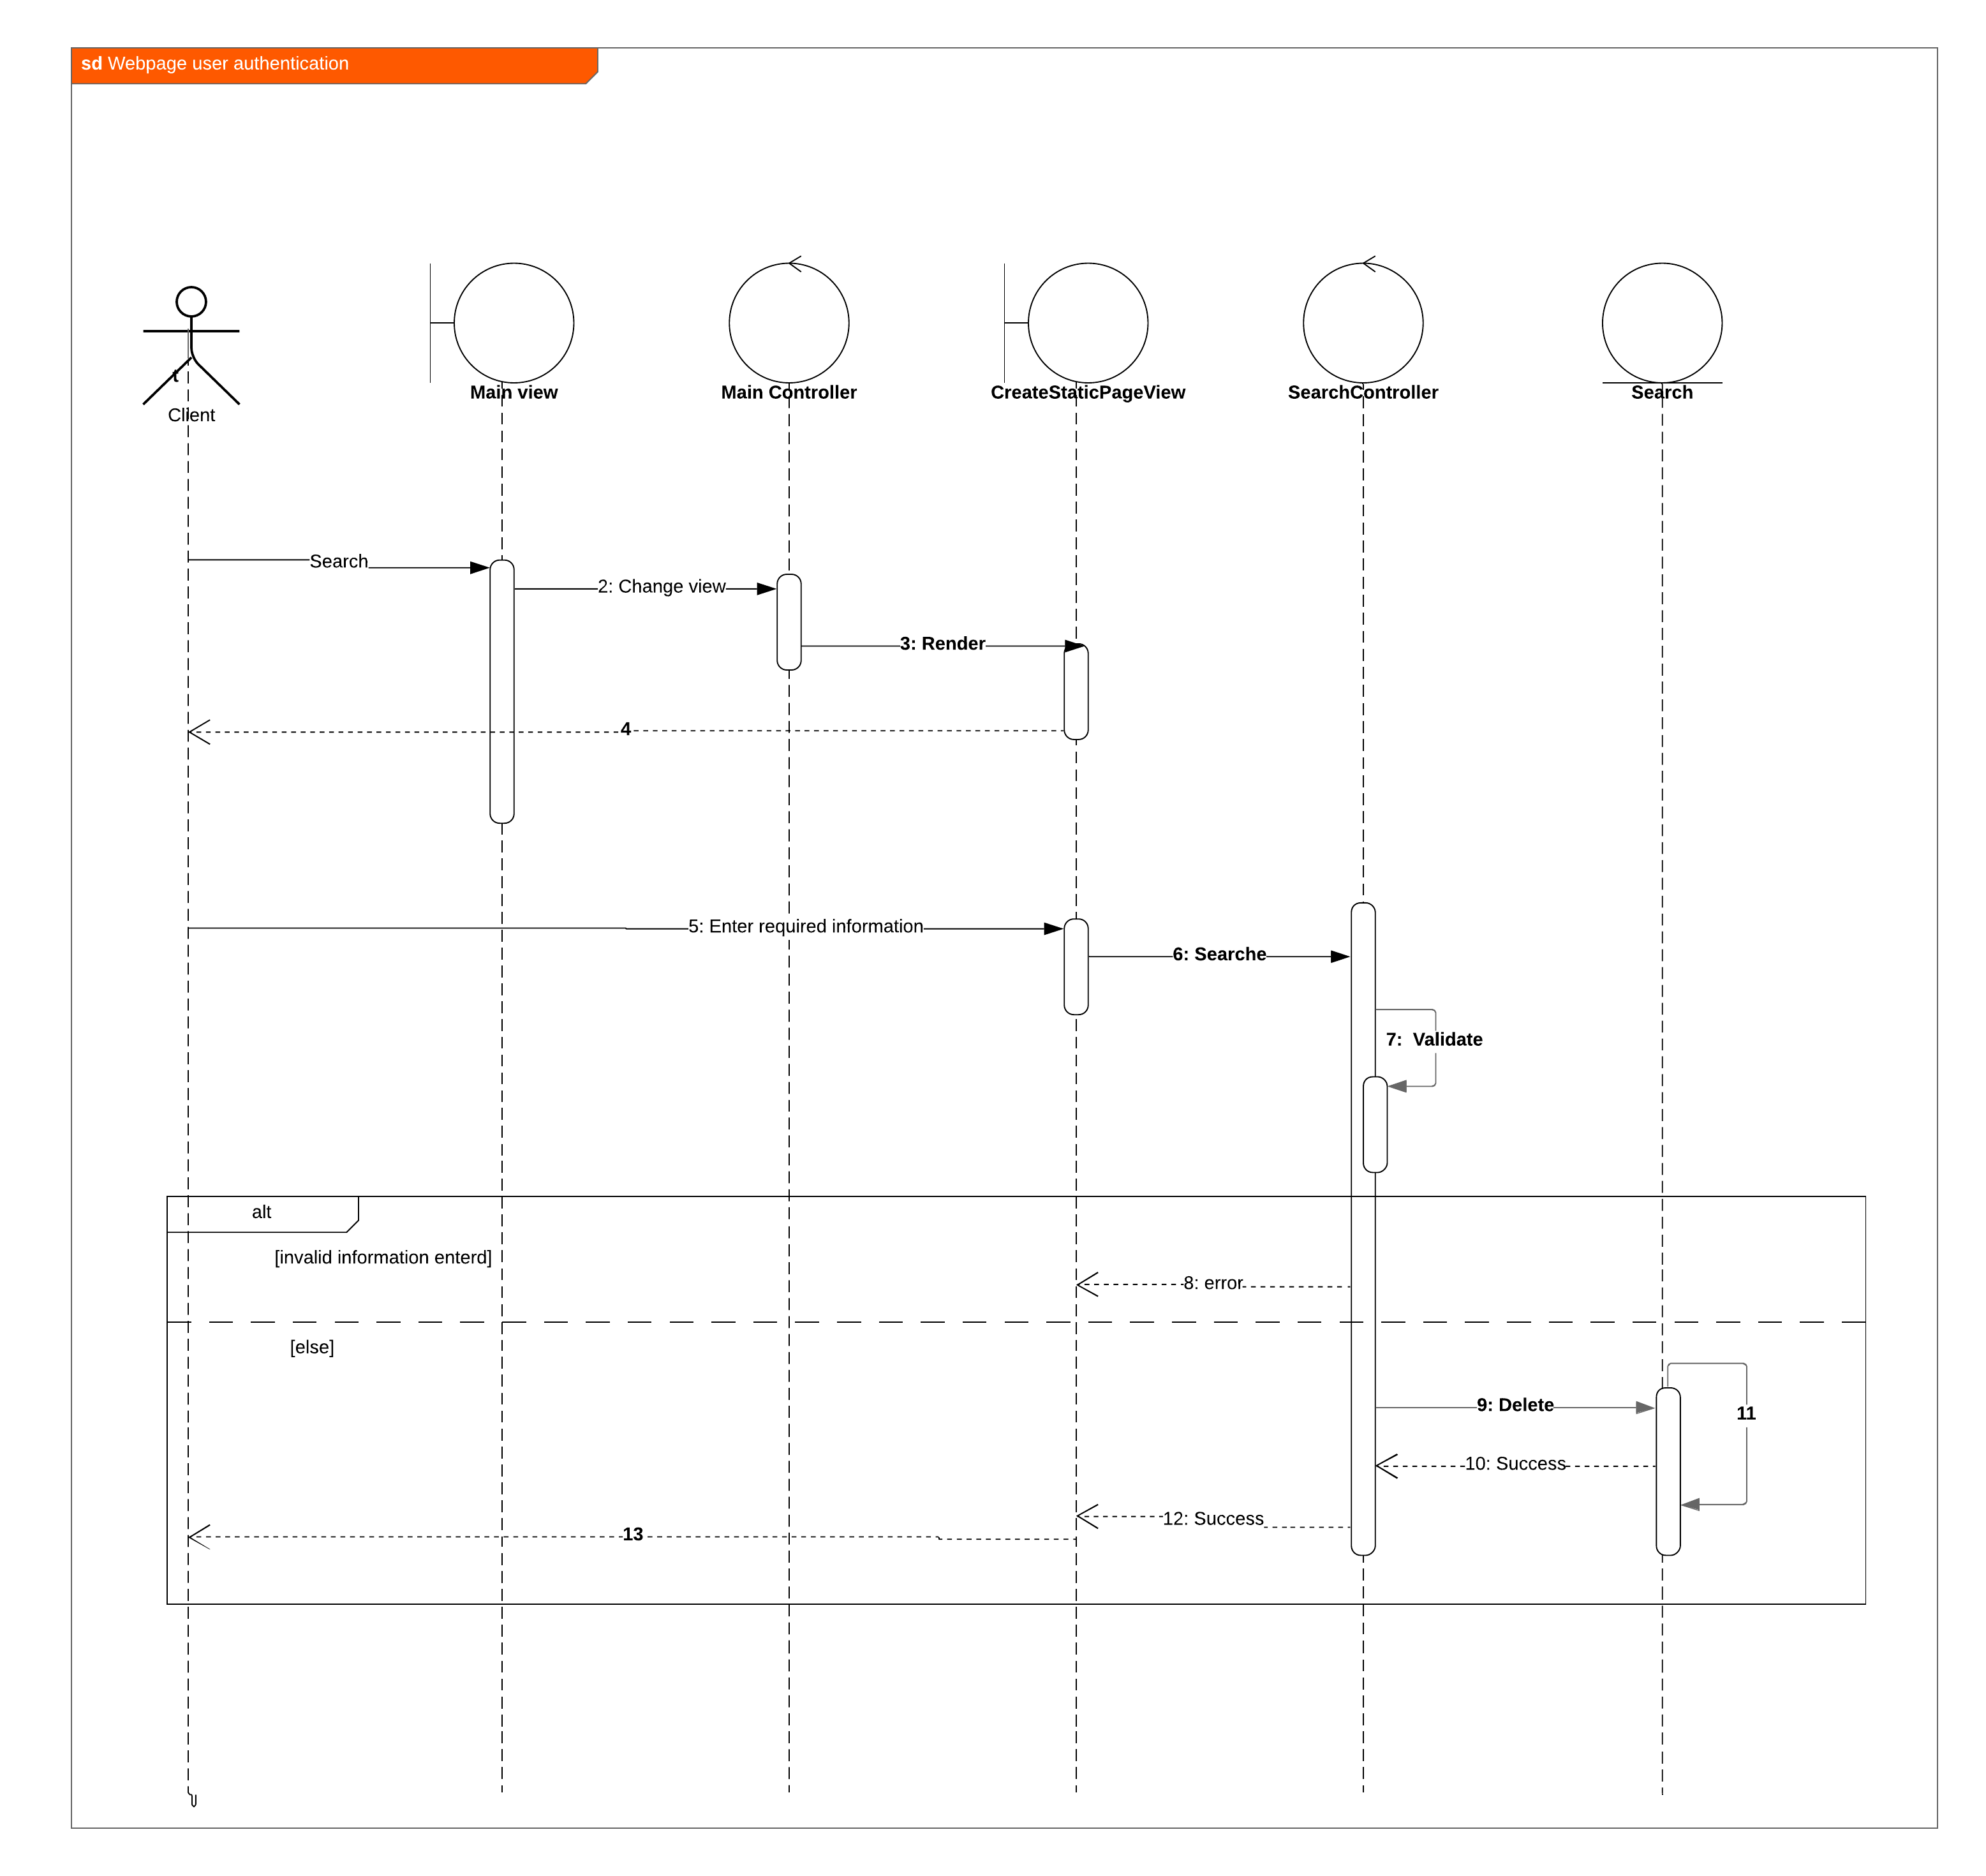 sd Webpage user authentication
t
Client
Main view
Main Controller
CreateStaticPageView
SearchController
Search
Search
2: Change view
3: Render
4
5: Enter required information
6: Searche
7:  Validate
alt
[invalid information enterd]
8: error
[else]
9: Delete
11
10: Success
12: Success
13